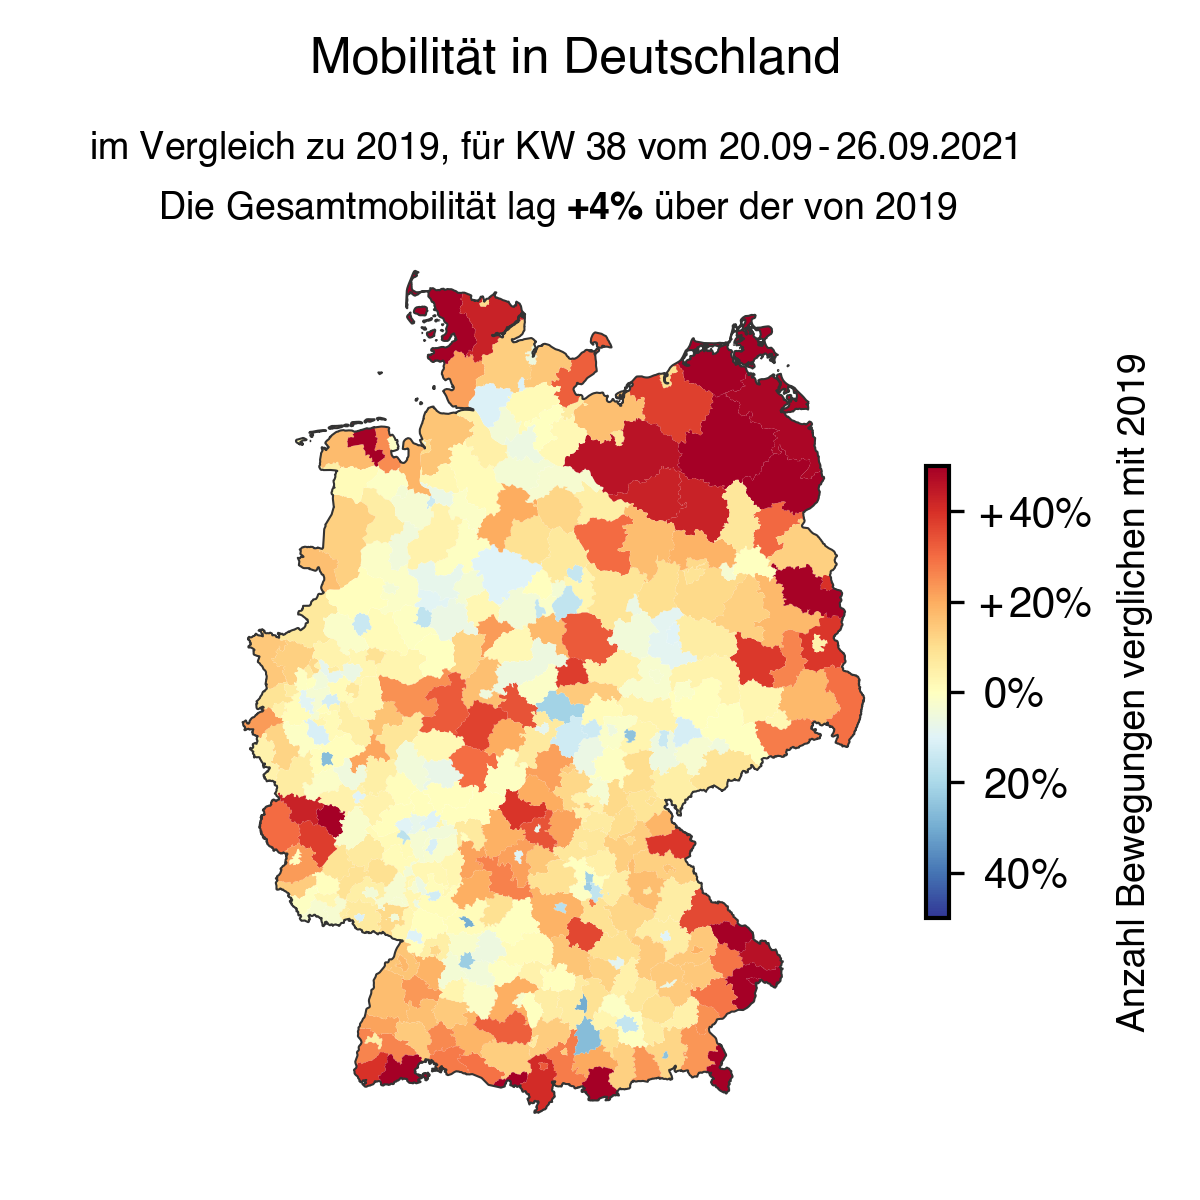 Mobilität in Deutschland
im Vergleich zu 2019, für KW 38 vom 20.09-26.09.2021
Die Gesamtmobilität lag +4% über der von 2019
+40%
+20%
0%
20%
40%
Anzahl Bewegungen verglichen mit 2019